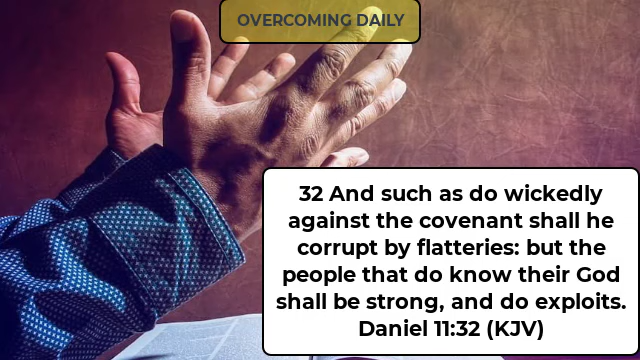 OVERCOMING DAILY
32 And such as do wickedly
against the covenant shall he
corrupt by flatteries: but the
people that do know their God
shall be strong, and do exploits.
Daniel 11:32 (KJV)